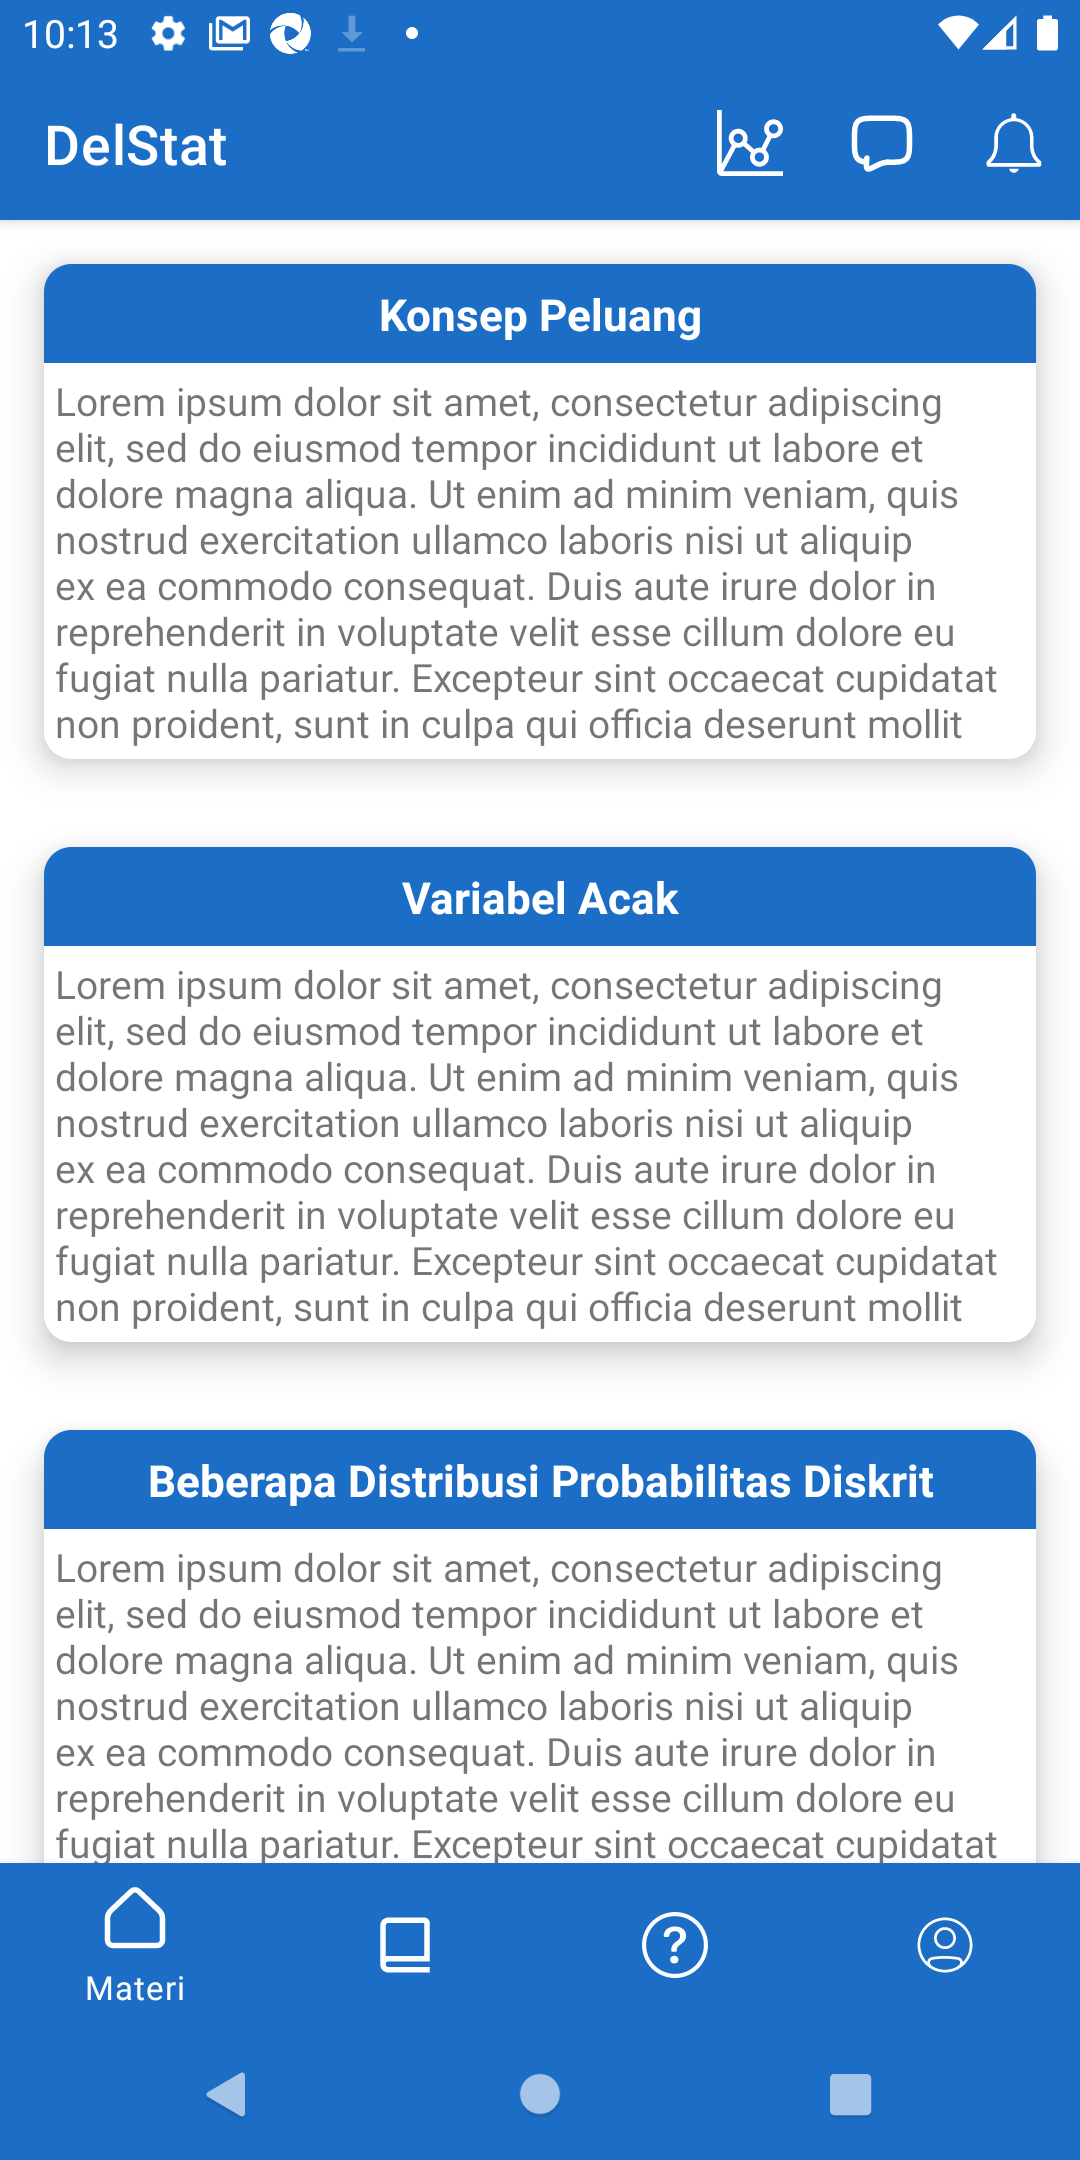 10:13
DelStat
Konsep Peluang
Lorem ipsum dolor sit amet, consectetur adipiscing
elit, sed do eiusmod tempor incididunt ut labore et
dolore magna aliqua. Ut enim ad minim veniam, quis
nostrud exercitation ullamco laboris nisi ut aliquip
ex ea commodo consequat. Duis aute irure dolor in
reprehenderit in voluptate velit esse cillum dolore eu
fugiat nulla pariatur. Excepteur sint occaecat cupidatat
non proident, sunt in culpa qui officia deserunt mollit
Variabel Acak
Lorem ipsum dolor sit amet, consectetur adipiscing
elit, sed do eiusmod tempor incididunt ut labore et
dolore magna aliqua. Ut enim ad minim veniam, quis
nostrud exercitation ullamco laboris nisi ut aliquip
ex ea commodo consequat. Duis aute irure dolor in
reprehenderit in voluptate velit esse cillum dolore eu
fugiat nulla pariatur. Excepteur sint occaecat cupidatat
non proident, sunt in culpa qui officia deserunt mollit
Beberapa Distribusi Probabilitas Diskrit
Lorem ipsum dolor sit amet, consectetur adipiscing
elit, sed do eiusmod tempor incididunt ut labore et
dolore magna aliqua. Ut enim ad minim veniam, quis
nostrud exercitation ullamco laboris nisi ut aliquip
ex ea commodo consequat. Duis aute irure dolor in
reprehenderit in voluptate velit esse cillum dolore eu
fugiat nulla pariatur. Excepteur sint occaecat cupidatat
Materi